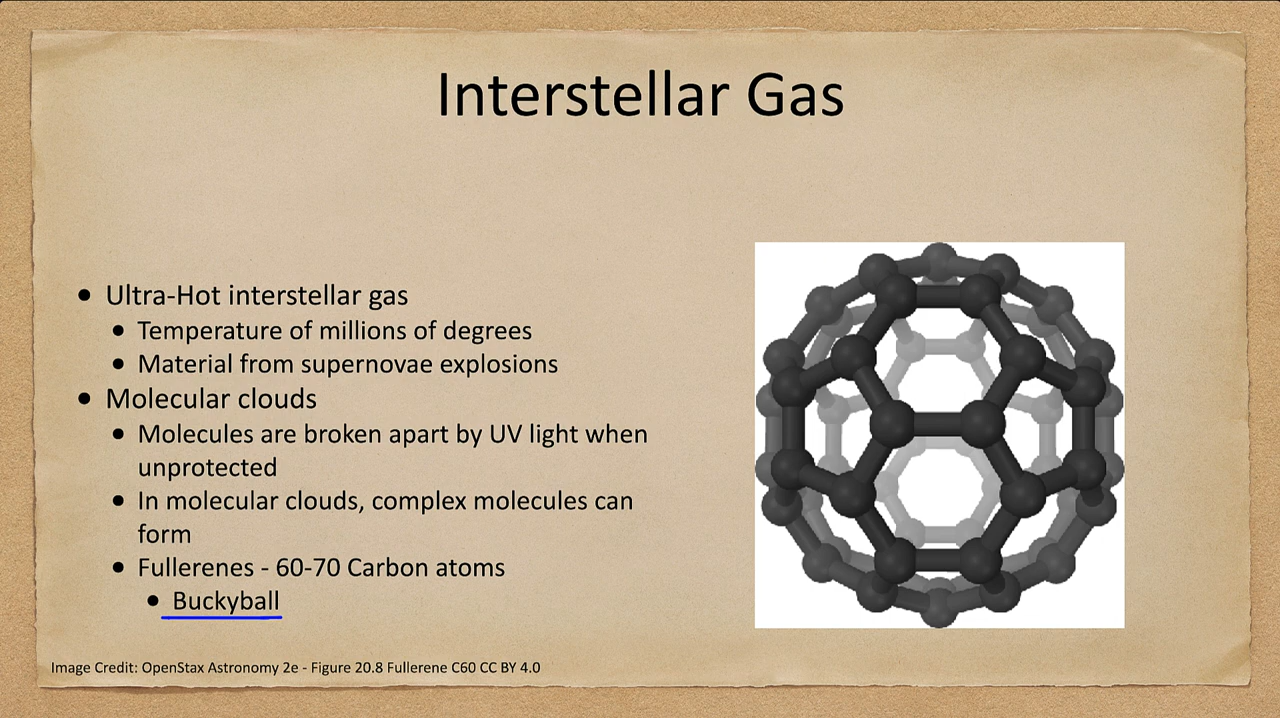 Interstellar Gas
• Ultra-Hot interstellar gas
• Temperature of millions of degrees
• Material from supernovae explosions
• Molecular clouds
• Molecules are broken apart by UV light when
unprotected
• In molecular clouds, complex molecules can
form
• Fullerenes - 60-70 Carbon atoms
• Buckyball
Image Credit: OpenStax Astronomy 2e - Figure 20.8 Fullerene C60 CC BY 4.0